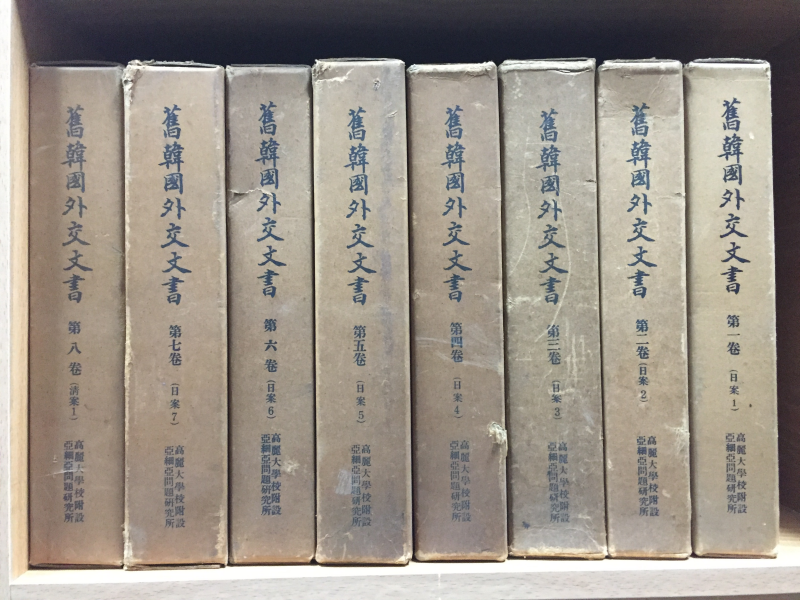 舊韓國外交文書 第一卷 (日案 1)
高麗大學校附設
亞細亞問題研究所
舊韓國外交文書 第二卷 (日案 2)
高麗大學校附設
亞細亞問題研究所
舊韓國外交文書 第三卷 (日案 3)
高麗大學校附設
亞細亞問題研究所
舊韓國外交文書 第四卷 (日案 4)
高麗大學校附設
亞細亞問題研究所
舊韓國外交文書 第五卷 (日案 5)
高麗大學校附設
亞細亞問題研究所
舊韓國外交文書 第六卷 (日案 6)
高麗大學校附設
亞細亞問題研究所
舊韓國外交文書 第七卷 (日案 7)
高麗大學校附設
亞細亞問題研究所
舊韓國外交文書 第八卷 (清案 1)
高麗大學校附設
亞細亞問題研究所